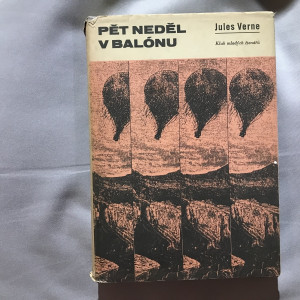 PĚT NEDĚL
V BALÓNU
Jules Verne
Klub mladých čtenářů